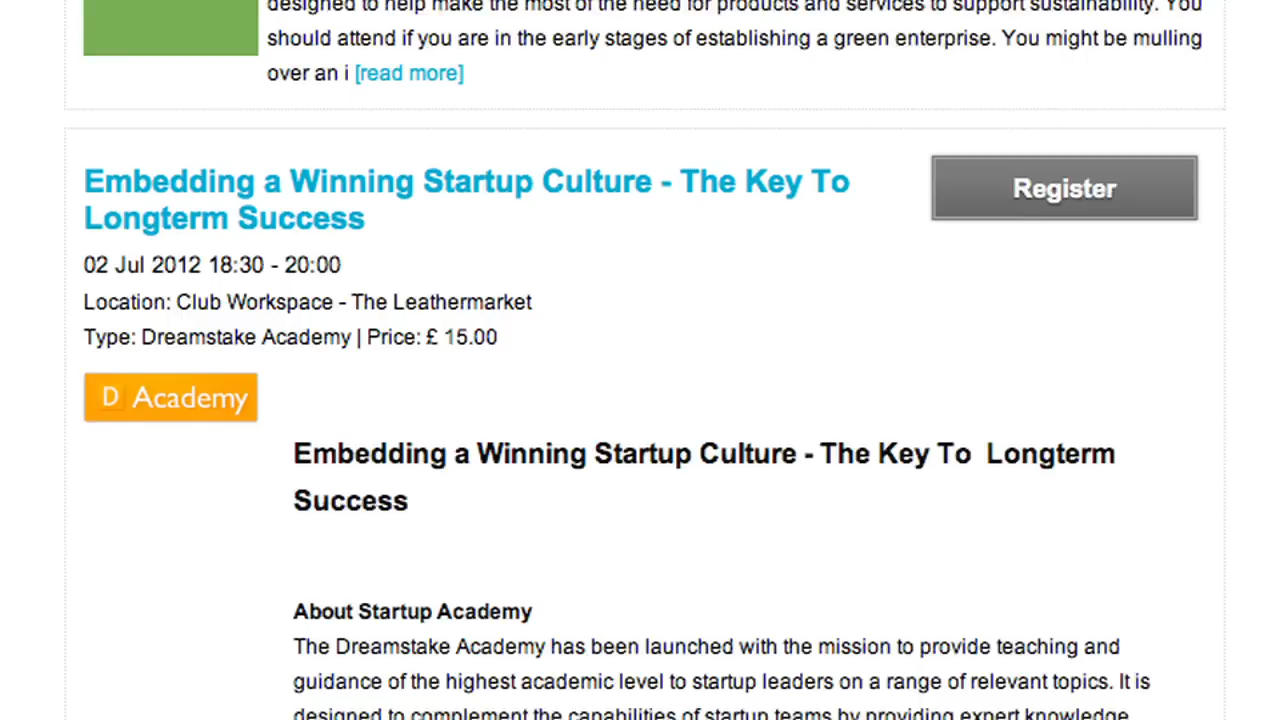 designed to help make the most of the need for products and services to support sustainability. You
should attend if you are in the early stages of establishing a green enterprise. You might be mulling
over an i [read more]
Embedding a Winning Startup Culture - The Key To
Longterm Success
Register
02 Jul 2012 18:30 - 20:00
Location: Club Workspace - The Leathermarket
Type: Dreamstake Academy | Price: £ 15.00
D Academy
Embedding a Winning Startup Culture - The Key To Longterm
Success
About Startup Academy
The Dreamstake Academy has been launched with the mission to provide teaching and
guidance of the highest academic level to startup leaders on a range of relevant topics. It is
designed to complement the capabilities of startup teams by providing expert knowledge